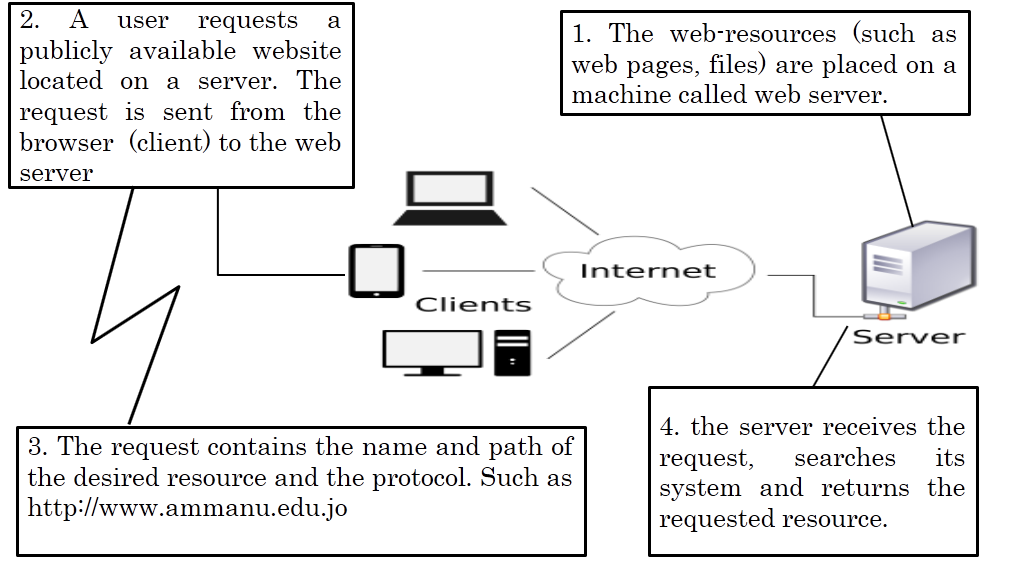 2. A user requests a
publicly available website
located on a server. The
request is sent from the
browser (client) to the web
server
1. The web-resources (such as
web pages, files) are placed on a
machine called web server.
Internet
Clients
Server
3. The request contains the name and path of
the desired resource and the protocol. Such as
http://www.ammanu.edu.jo
4. the server receives the
request, searches its
system and returns the
requested resource.